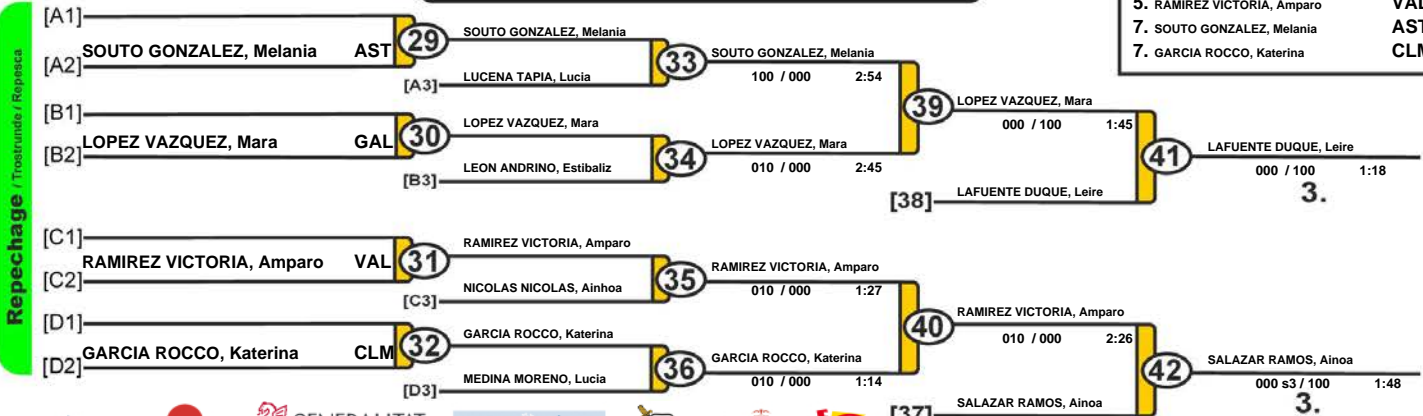 5. RAMIREZ VICTORIA, Amparo VAL
7. SOUTO GONZALEZ, Melania AST
7. GARCIA ROCCO, Katerina CLM
Repechage / Trostrunde / Repesca
[A1]
SOUTO GONZALEZ, Melania AST
[A2]
29
SOUTO GONZALEZ, Melania
LUCENA TAPIA, Lucia
[A3]
33
SOUTO GONZALEZ, Melania
100 / 000 2:54
[B1]
LOPEZ VAZQUEZ, Mara GAL
[B2]
30
LOPEZ VAZQUEZ, Mara
LEON ANDRINO, Estibaliz
[B3]
34
LOPEZ VAZQUEZ, Mara
010 / 000 2:45
39
LOPEZ VAZQUEZ, Mara
000 / 100 1:45
[38]
LAFUENTE DUQUE, Leire
41
LAFUENTE DUQUE, Leire
000 / 100 1:18
3.
[C1]
RAMIREZ VICTORIA, Amparo VAL
[C2]
31
RAMIREZ VICTORIA, Amparo
NICOLAS NICOLAS, Ainhoa
[C3]
35
RAMIREZ VICTORIA, Amparo
010 / 000 1:27
[D1]
GARCIA ROCCO, Katerina CLM
[D2]
32
GARCIA ROCCO, Katerina
MEDINA MORENO, Lucia
[D3]
36
GARCIA ROCCO, Katerina
010 / 000 1:14
40
RAMIREZ VICTORIA, Amparo
010 / 000 2:26
[37]
SALAZAR RAMOS, Ainoa
42
SALAZAR RAMOS, Ainoa
000 s3 / 100 1:48
3.
GENERALITAT